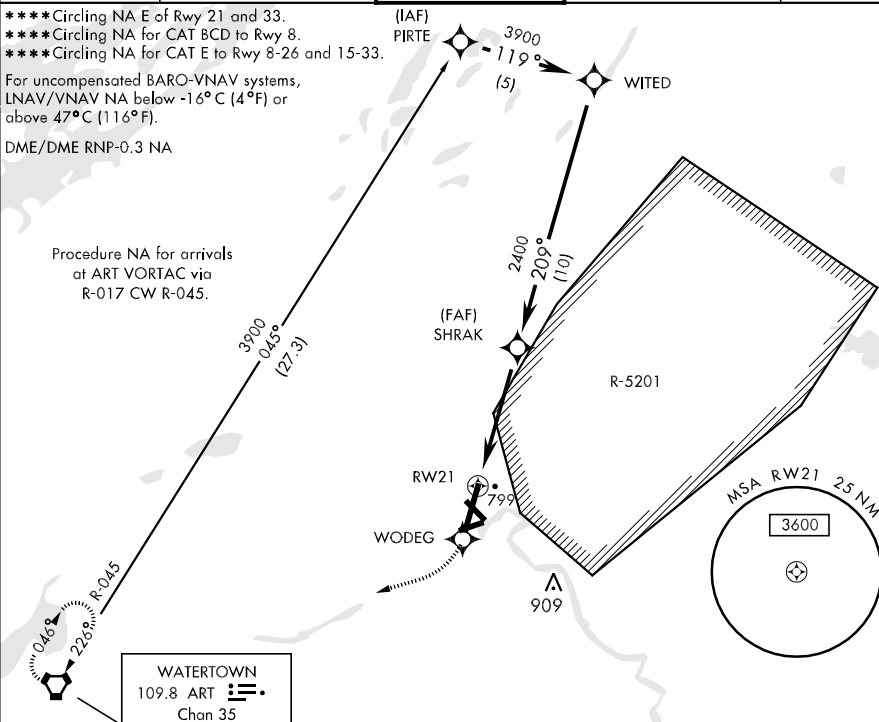 ****Circling NA E of Rwy 21 and 33.
****Circling NA for CAT BCD to Rwy 8.
****Circling NA for CAT E to Rwy 8-26 and 15-33.
For uncompensated BARO-VNAV systems,
LNAV/VNAV NA below -16°C (4°F) or
above 47°C (116°F).
DME/DME RNP-0.3 NA
(IAF)
PIRTE
3900
119°
(5)
WITED
Procedure NA for arrivals
at ART VORTAC via
R-017 CW R-045.
2400
209°
(10)
3900
045°
(27.3)
(FAF)
SHRAK
R-5201
RW21
799
WODEG
MSA RW21 25 NM
3600
909
R-045
046°
226°
WATERTOWN
109.8 ART
Chan 35